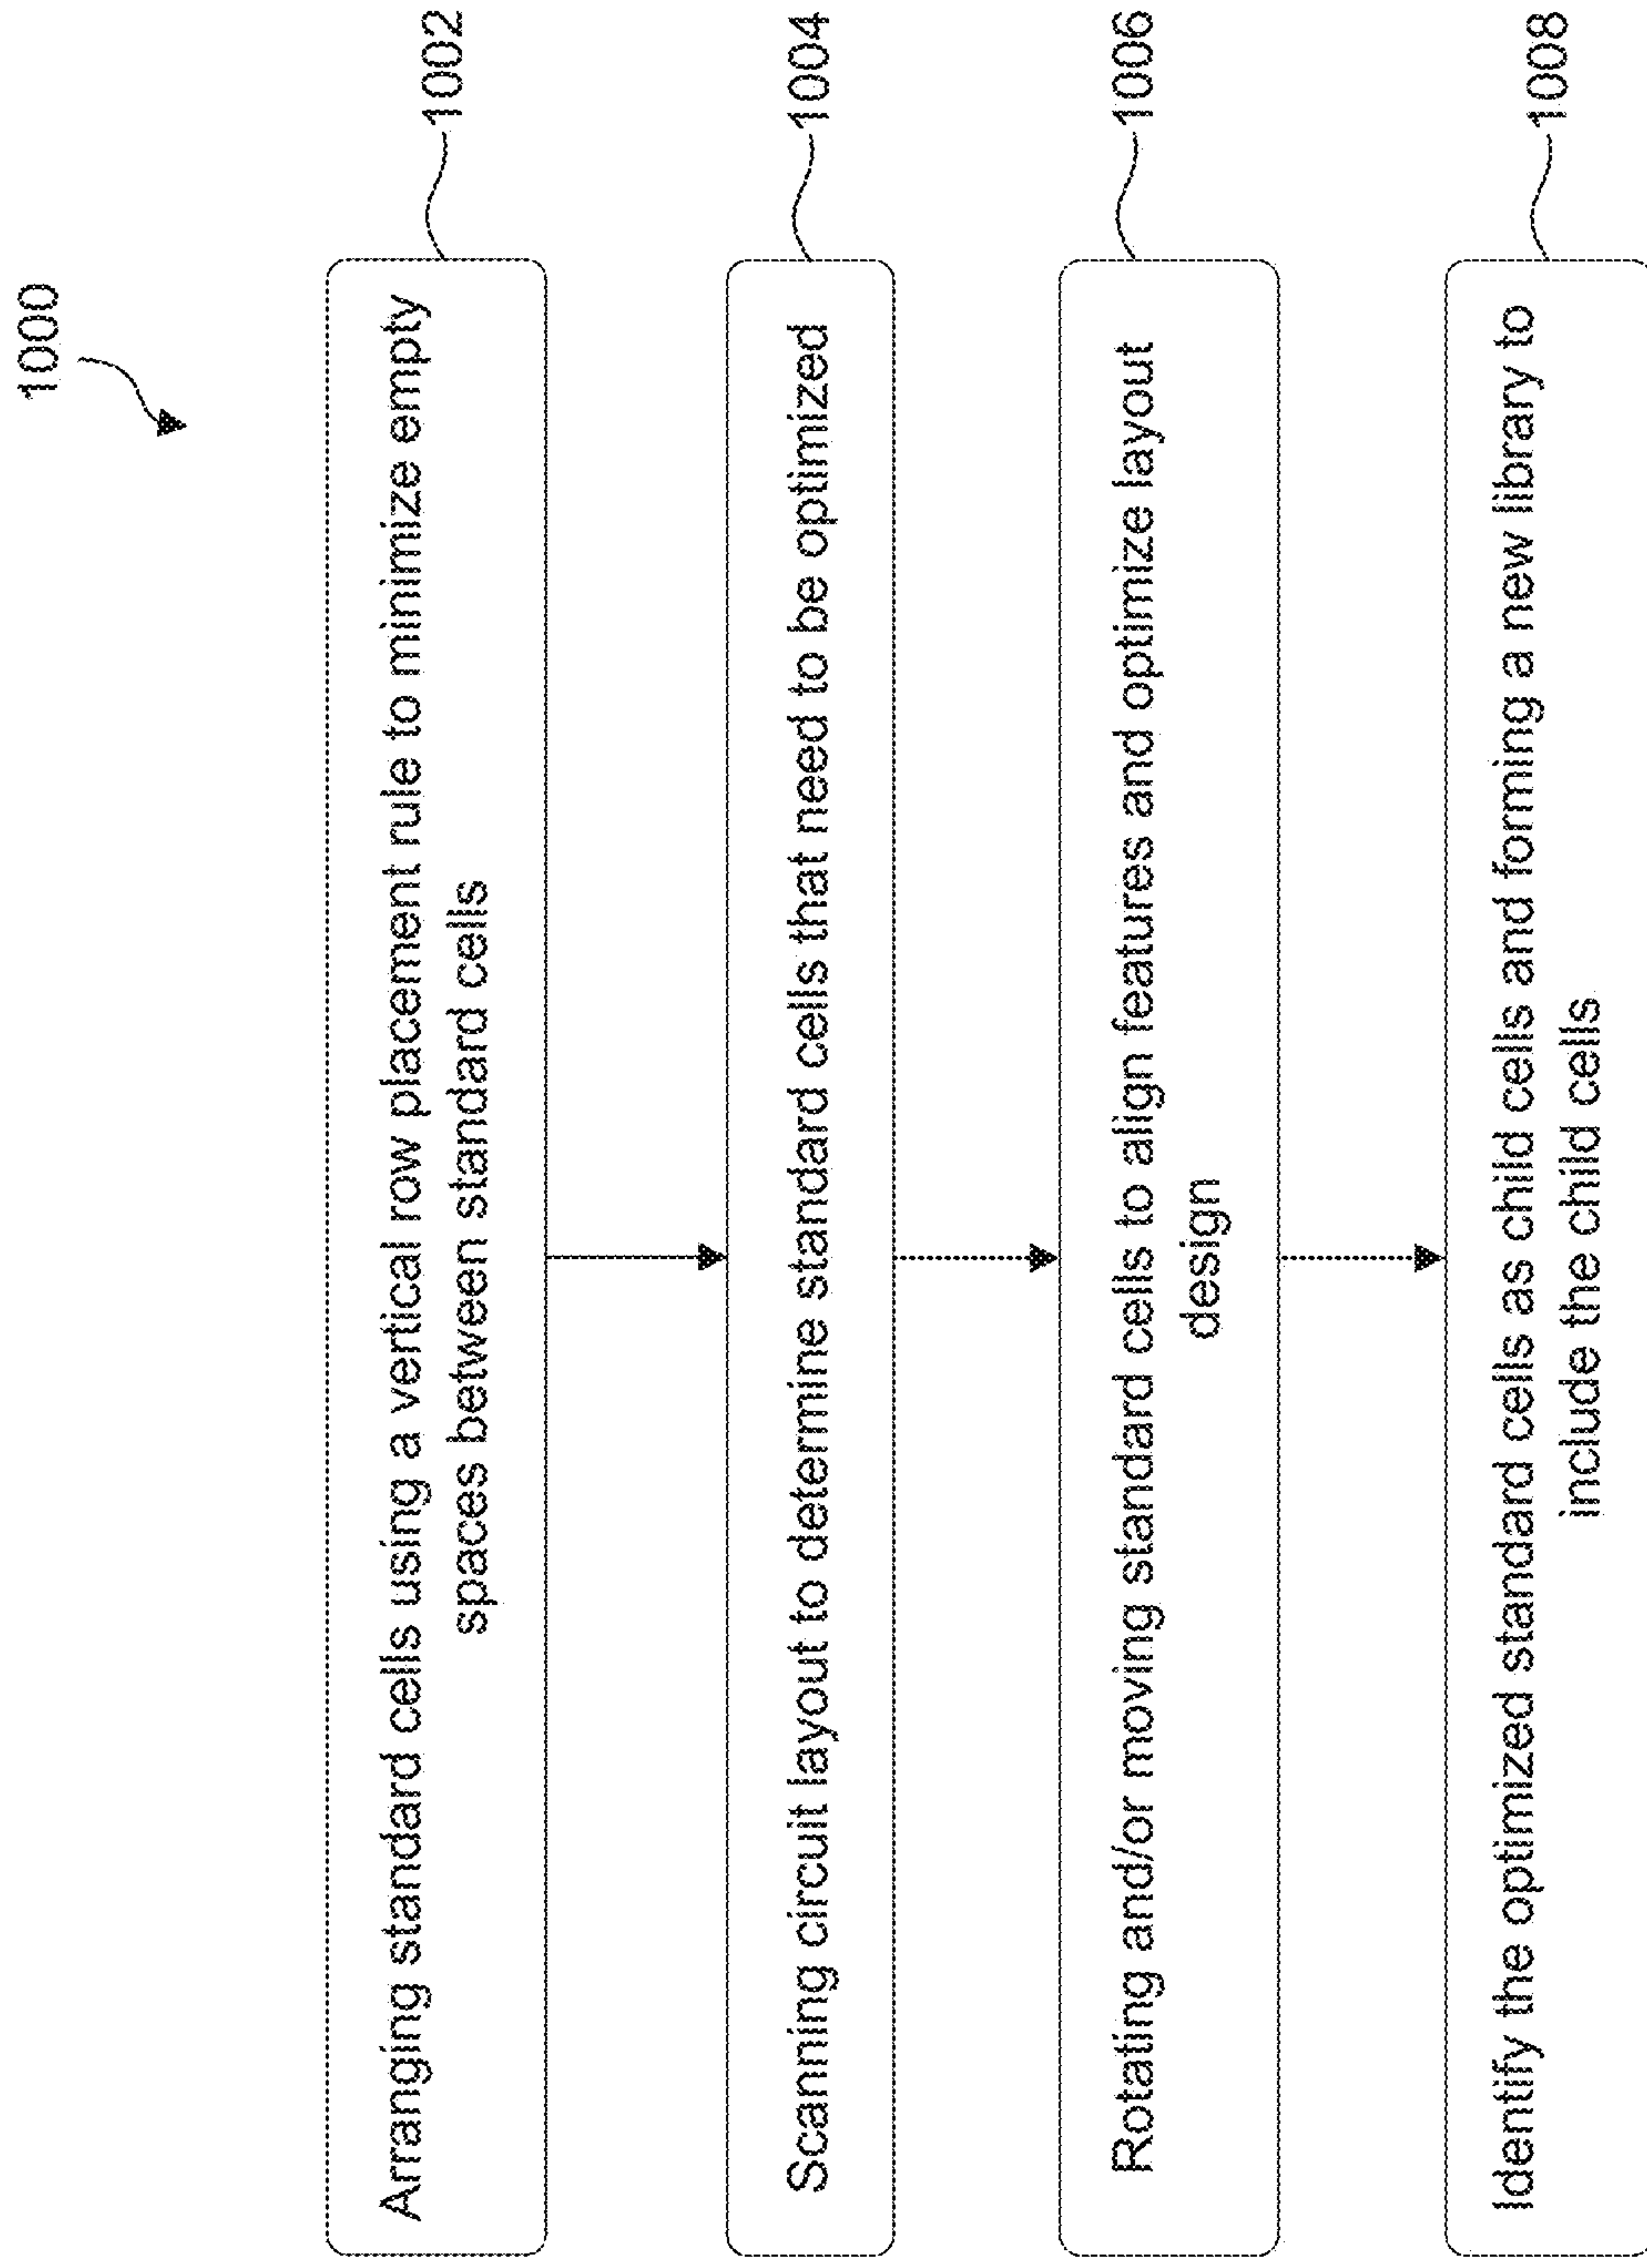 1000
Arranging standard cells using a vertical row placement rule to minimize empty
spaces between standard cells
1002
Scanning circuit layout to determine standard cells that need to be optimized
1004
Rotating and/or moving standard cells to align features and optimize layout
design
1006
Identify the optimized standard cells as child cells and forming a new library to
include the child cells
1008